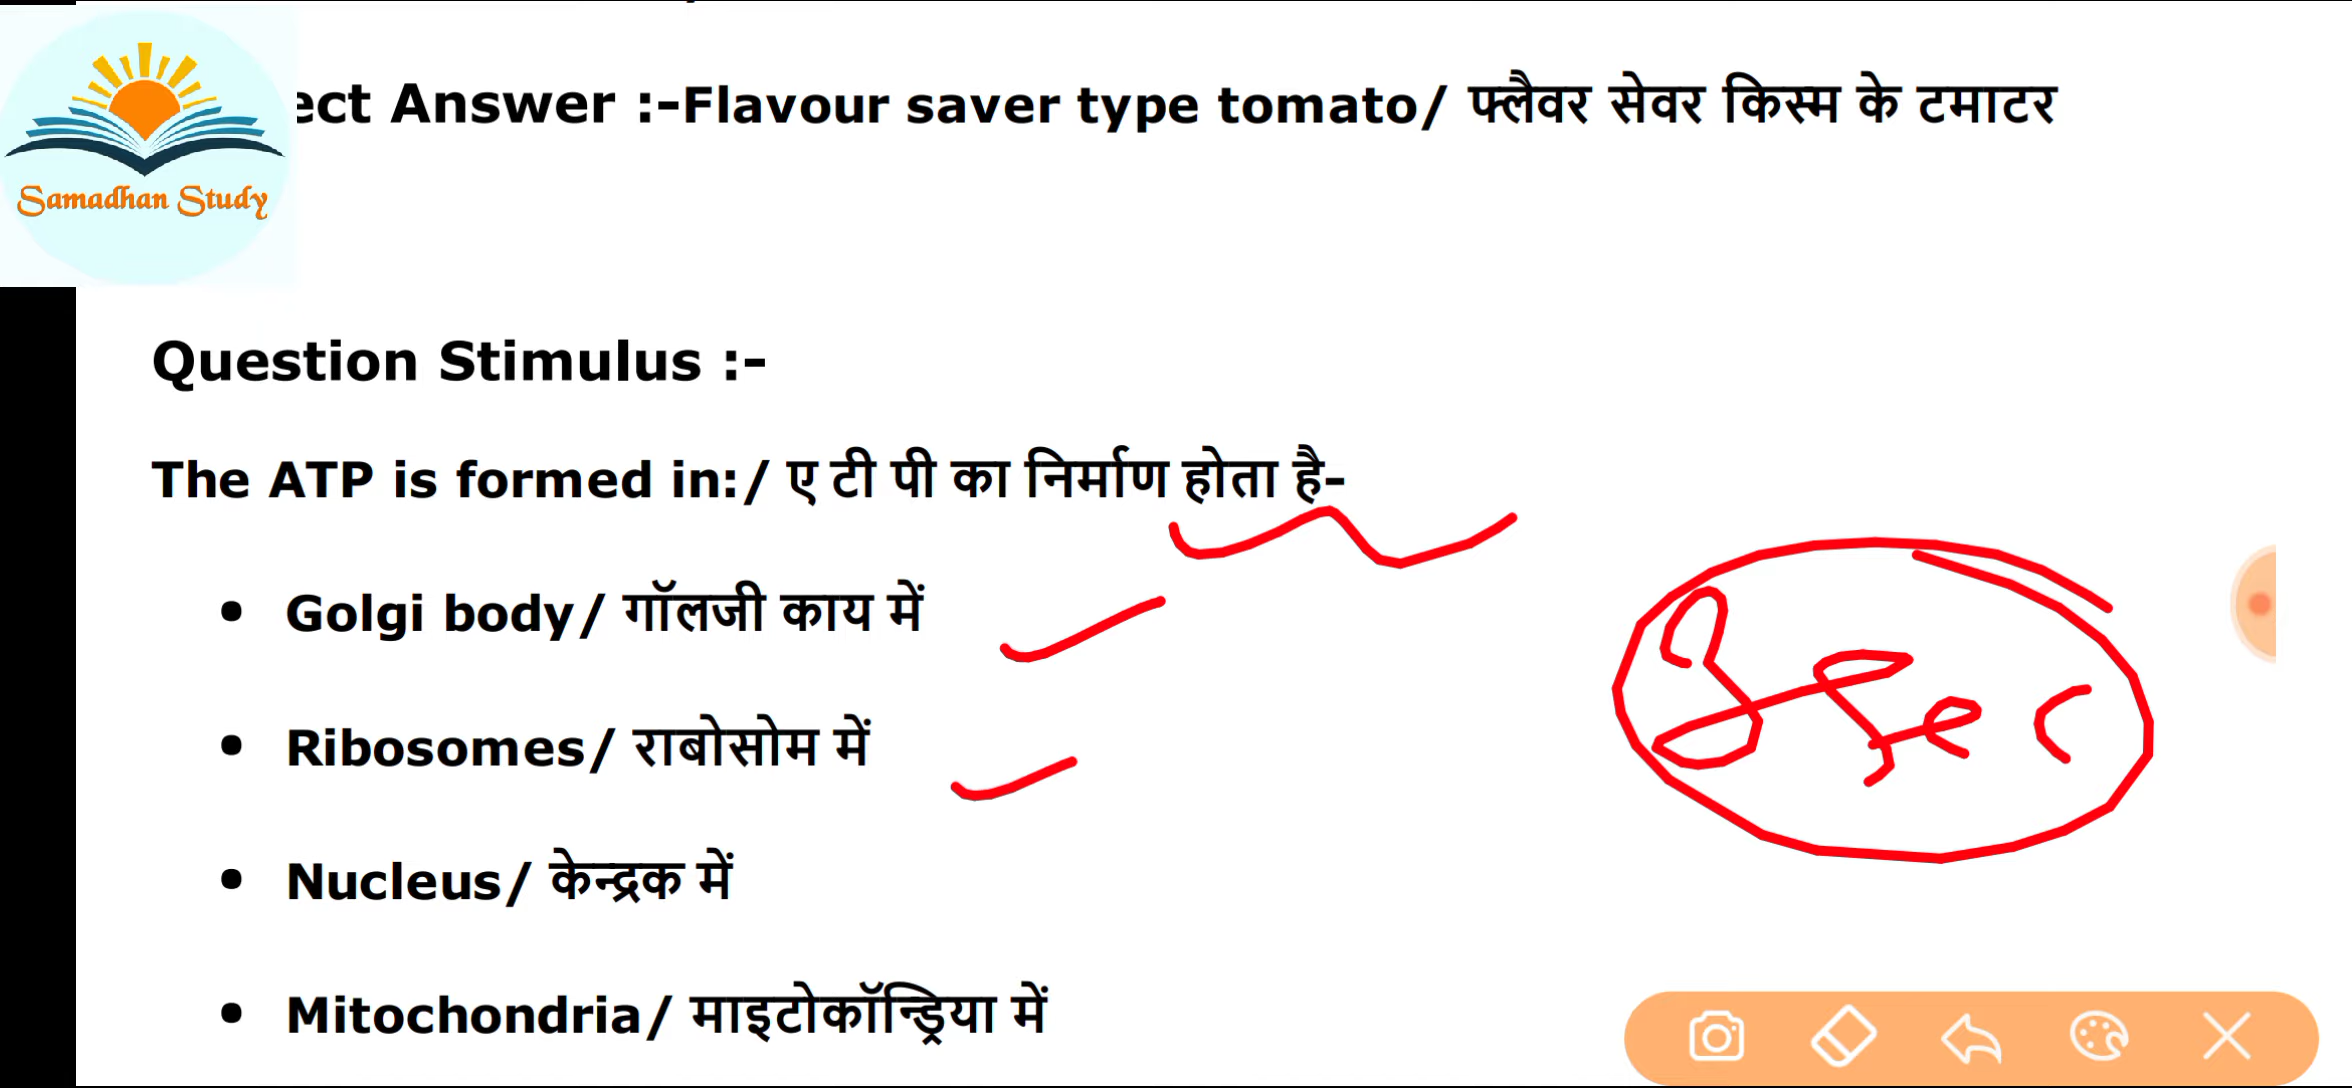 ect Answer :-Flavour saver type tomato/ फ्लैवर सेवर किस्म के टमाटर
Samadhan Study
Question Stimulus :-
The ATP is formed in:/ ए टी पी का निर्माण होता है-
• Golgi body/ गॉलजी काय में
• Ribosomes/ राबोसोम में
• Nucleus/ केन्द्रक में
• Mitochondria/ माइटोकॉन्ड्रिया में